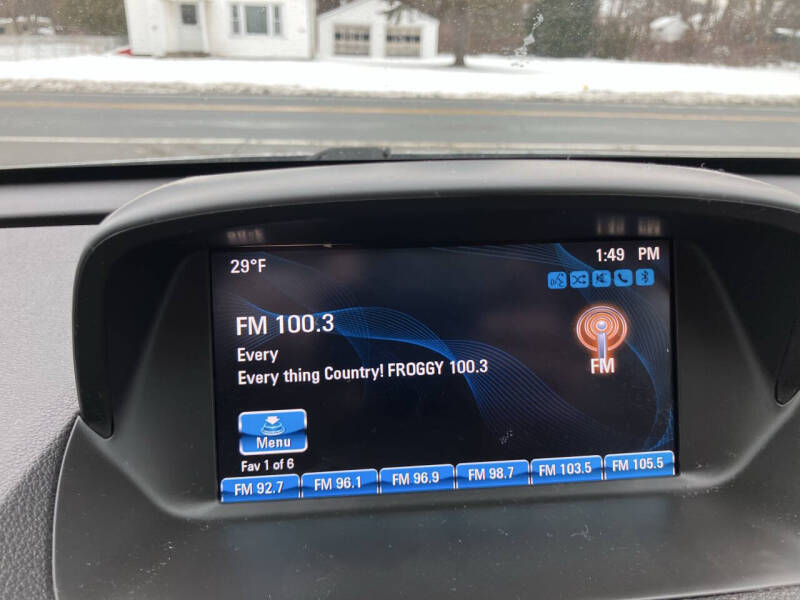 29°F
1:49 PM
FM 100.3
Every
Every thing Country! FROGGY 100.3
FM
Menu
Fav 1 of 6
FM 92.7
FM 96.1
FM 96.9
FM 98.7
FM 103.5
FM 105.5